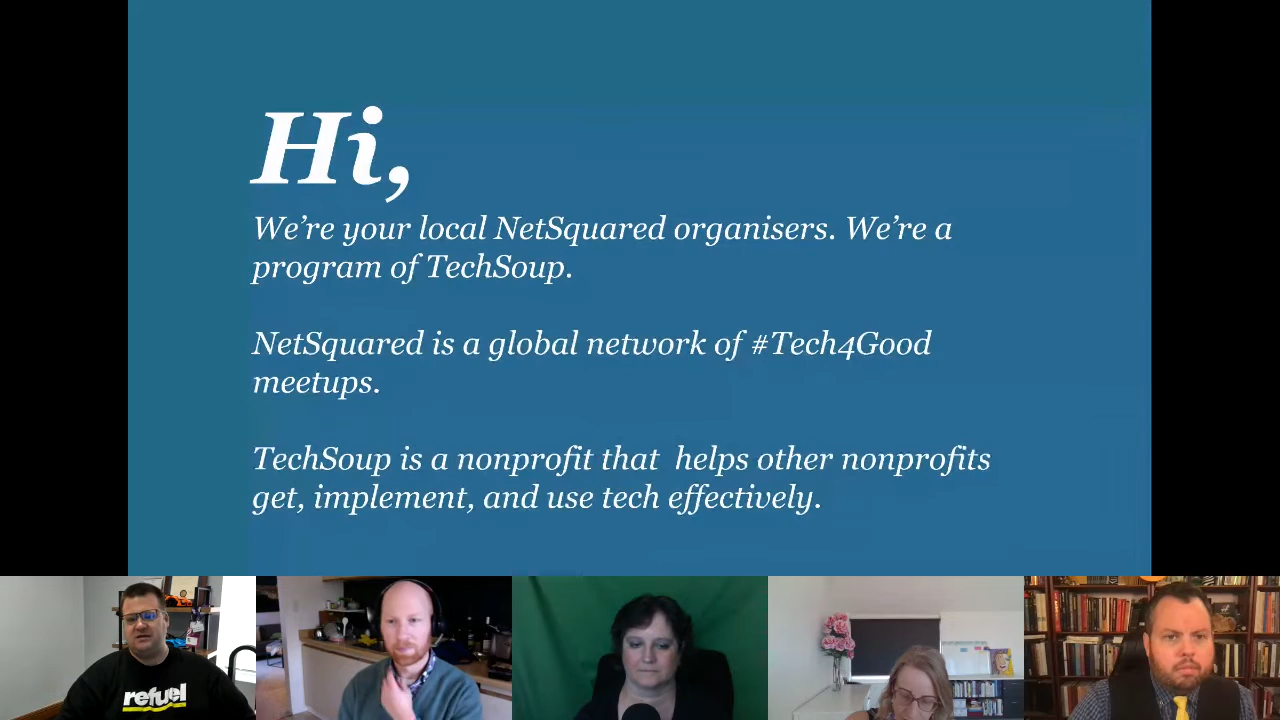 Hi,
We're your local NetSquared organisers. We're a
program of TechSoup.
NetSquared is a global network of #Tech4Good
meetups.
TechSoup is a nonprofit that  helps other nonprofits
get, implement, and use tech effectively.
refuel